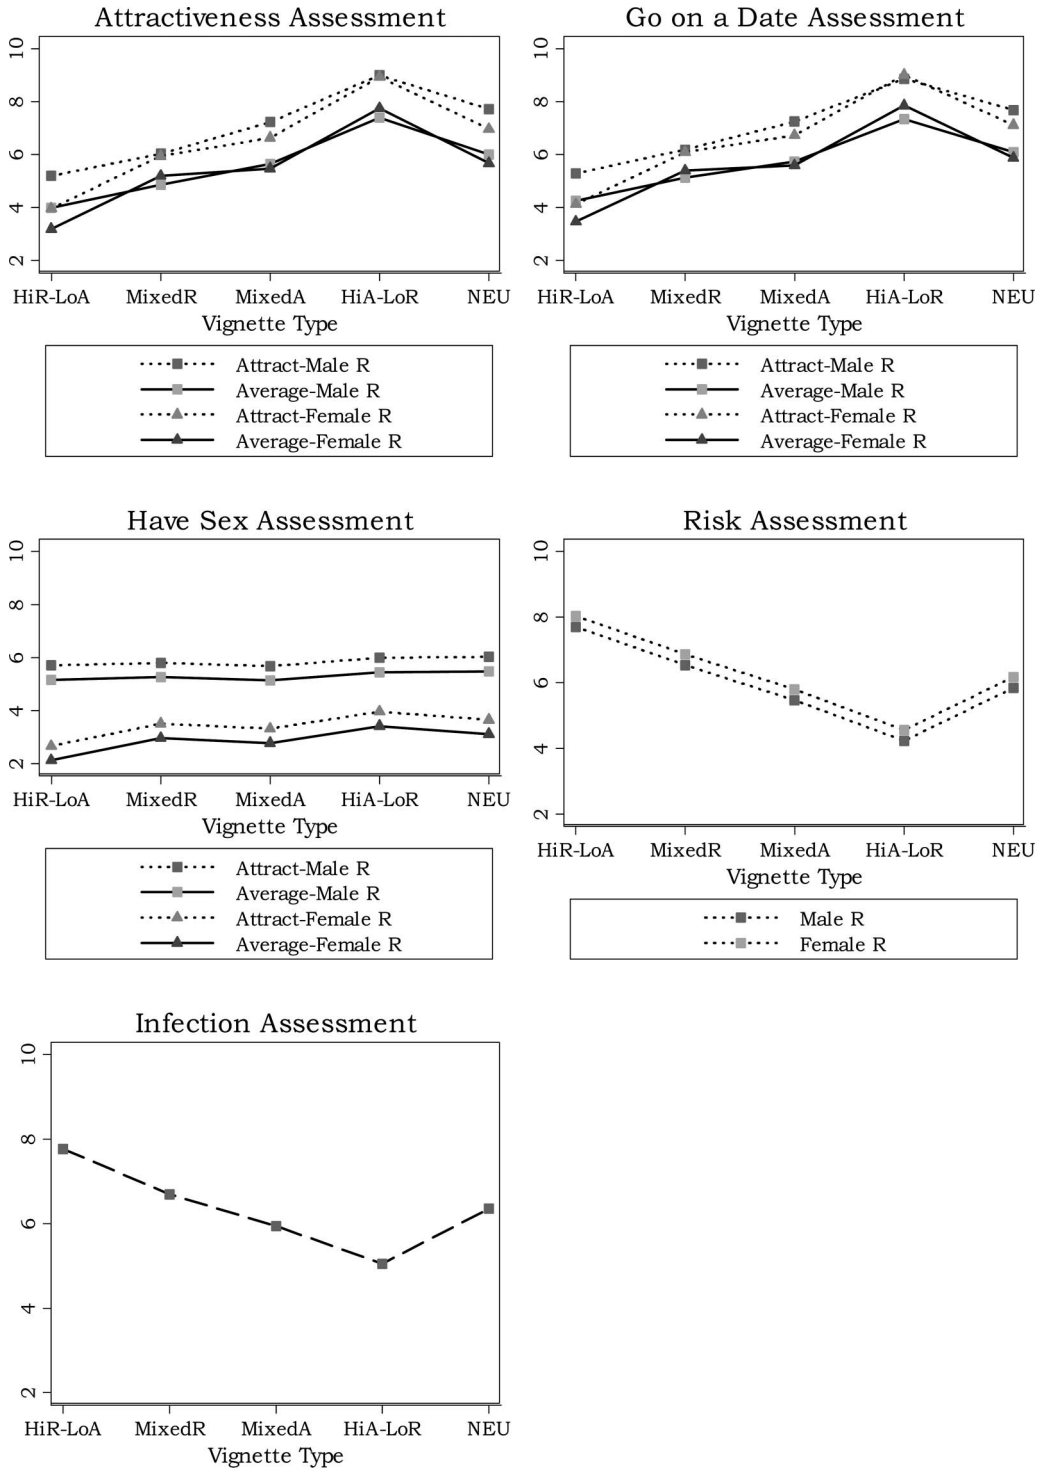 Attractiveness Assessment
10
8
6
4
2
HiR-LoA MixedR MixedA HiA-LoR NEU
Vignette Type
Attract-Male R
Average-Male R
Attract-Female R
Average-Female R
Go on a Date Assessment
10
8
6
4
2
HiR-LoA MixedR MixedA HiA-LoR NEU
Vignette Type
Attract-Male R
Average-Male R
Attract-Female R
Average-Female R
Have Sex Assessment
10
8
6
4
2
HiR-LoA MixedR MixedA HiA-LoR NEU
Vignette Type
Attract-Male R
Average-Male R
Attract-Female R
Average-Female R
Risk Assessment
10
8
6
4
2
HiR-LoA MixedR MixedA HiA-LoR NEU
Vignette Type
Male R
Female R
Infection Assessment
10
8
6
4
2
HiR-LoA MixedR MixedA HiA-LoR NEU
Vignette Type